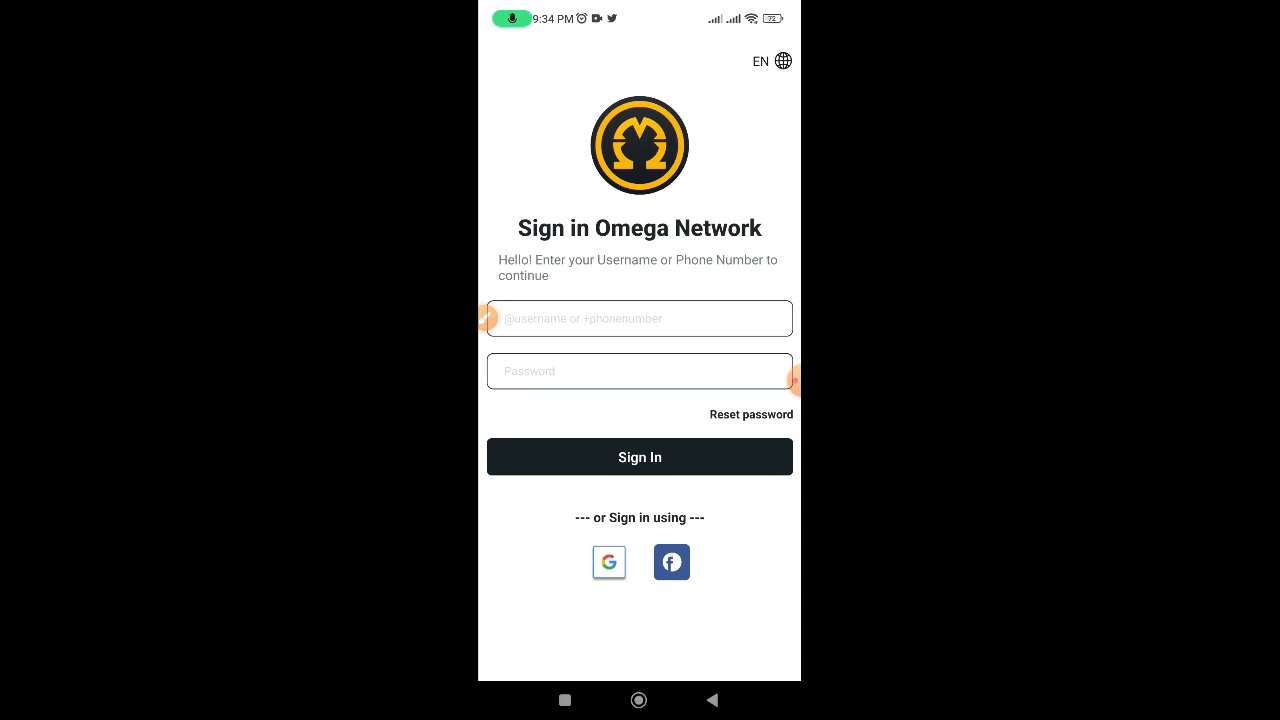 9:34 PM 72
EN
Sign in Omega Network
Hello! Enter your Username or Phone Number to
continue
@username or +phonenumber
Password
Reset password
Sign In
--- or Sign in using ---